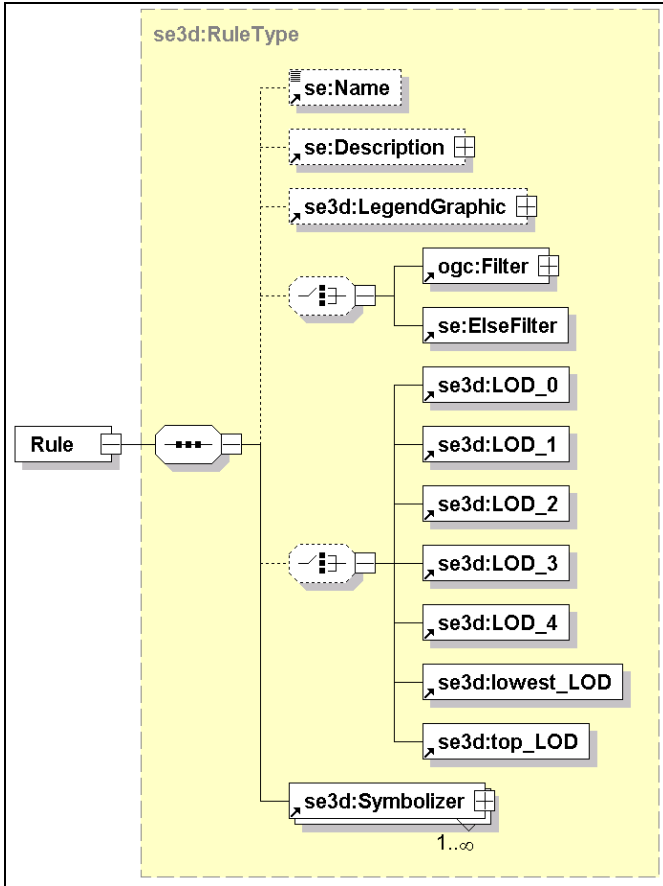 se3d:RuleType
se:Name
se:Description
se3d:LegendGraphic
ogc:Filter
se:ElseFilter
se3d:LOD_0
se3d:LOD_1
Rule
se3d:LOD_2
se3d:LOD_3
se3d:LOD_4
se3d:lowest_LOD
se3d:top_LOD
se3d:Symbolizer
1..∞